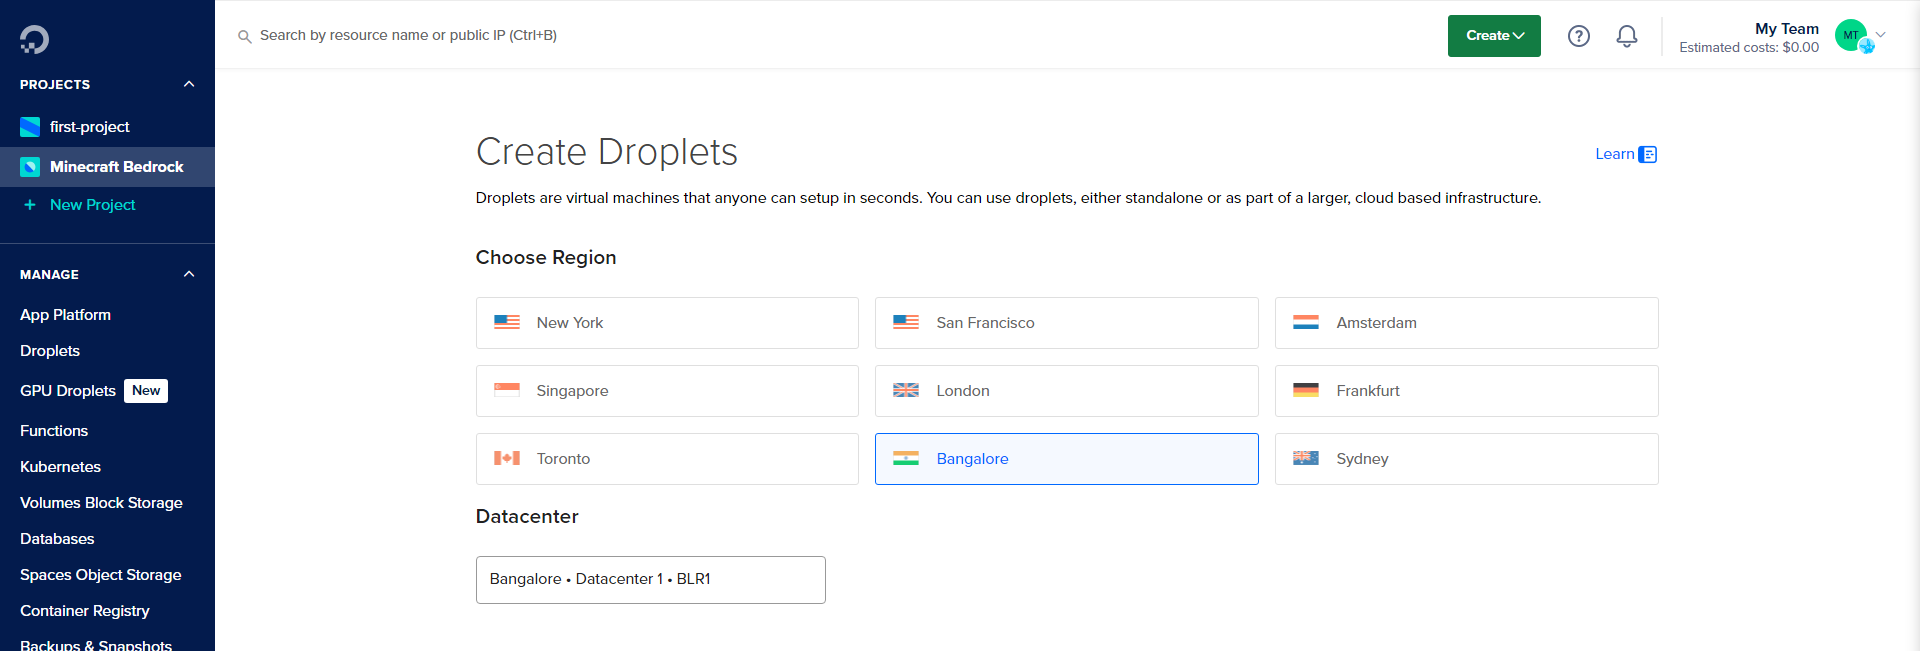 Search by resource name or public IP (Ctrl+B)
Create
My Team
Estimated costs: $0.00
MT
PROJECTS
first-project
Minecraft Bedrock
+ New Project
MANAGE
App Platform
Droplets
GPU Droplets New
Functions
Kubernetes
Volumes Block Storage
Databases
Spaces Object Storage
Container Registry
Backups & Snapshots
Create Droplets
Learn
Droplets are virtual machines that anyone can setup in seconds. You can use droplets, either standalone or as part of a larger, cloud based infrastructure.
Choose Region
New York
San Francisco
Amsterdam
Singapore
London
Frankfurt
Toronto
Bangalore
Sydney
Datacenter
Bangalore • Datacenter 1 • BLR1